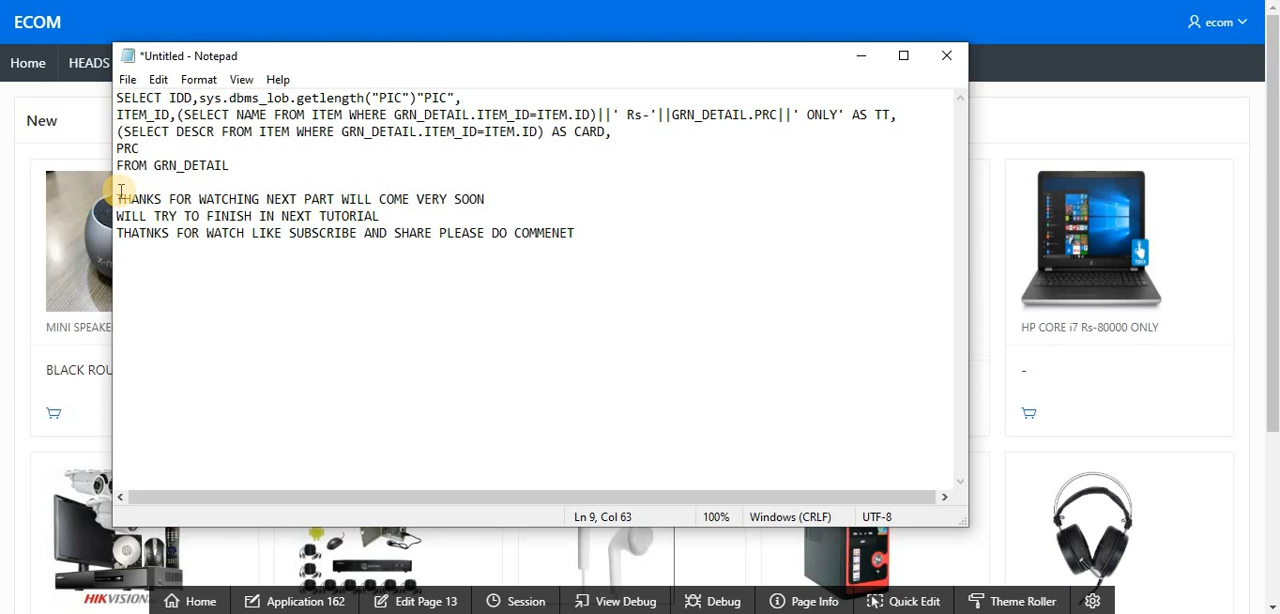 ECOM
ecom
Home
HEADS
*Untitled - Notepad
File Edit Format View Help
SELECT IDD,sys.dbms_lob.getlength("PIC")"PIC",
ITEM_ID,(SELECT NAME FROM ITEM WHERE GRN_DETAIL.ITEM_ID=ITEM.ID)||' Rs-'||GRN_DETAIL.PRC||' ONLY' AS TT,
(SELECT DESCR FROM ITEM WHERE GRN_DETAIL.ITEM_ID=ITEM.ID) AS CARD,
PRC
FROM GRN_DETAIL
THANKS FOR WATCHING NEXT PART WILL COME VERY SOON
WILL TRY TO FINISH IN NEXT TUTORIAL
THATNKS FOR WATCH LIKE SUBSCRIBE AND SHARE PLEASE DO COMMENET
Ln 9, Col 63 100% Windows (CRLF) UTF-8
New
MINI SPEAKE
BLACK ROU
HP CORE i7 Rs-80000 ONLY
-
HIKVISION
Home Application 162 Edit Page 13 Session View Debug Debug Page Info Quick Edit Theme Roller